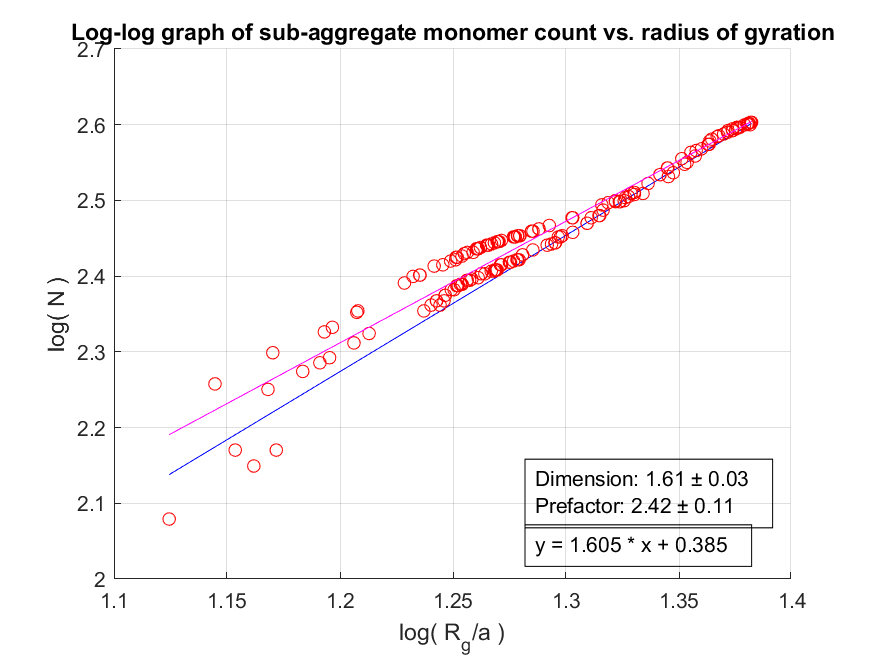 Log-log graph of sub-aggregate monomer count vs. radius of gyration
2.7
2.6
2.5
2.4
2.3
2.2
2.1
2
log( N )
Dimension: 1.61 ± 0.03
Prefactor: 2.42 ± 0.11
y = 1.605 * x + 0.385
1.1 1.15 1.2 1.25 1.3 1.35 1.4
log( R_g/a )